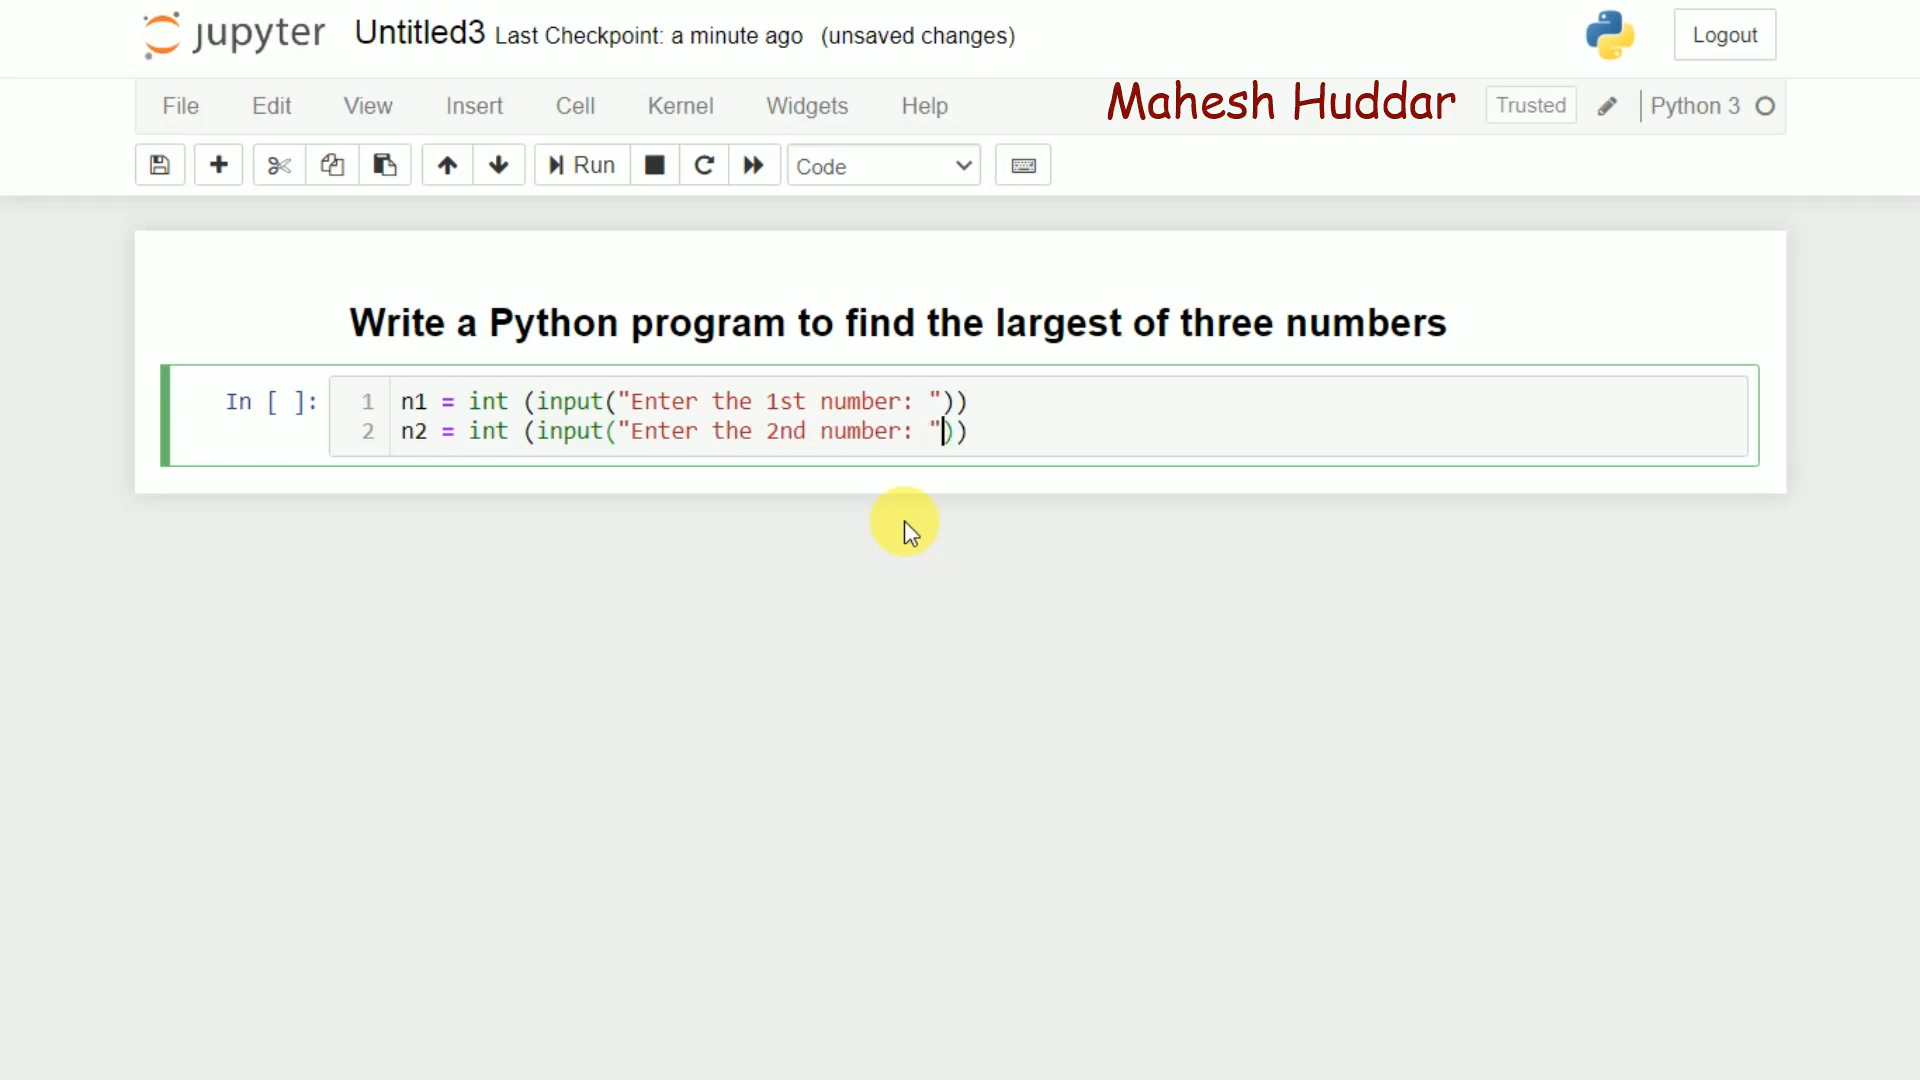 jupyter Untitled3 Last Checkpoint: a minute ago (unsaved changes)
Logout
File Edit View Insert Cell Kernel Widgets Help
Mahesh Huddar
Trusted
Python 3
Run
Code
Write a Python program to find the largest of three numbers
In [ ]:
1 n1 = int (input("Enter the 1st number: "))
2 n2 = int (input("Enter the 2nd number: "))